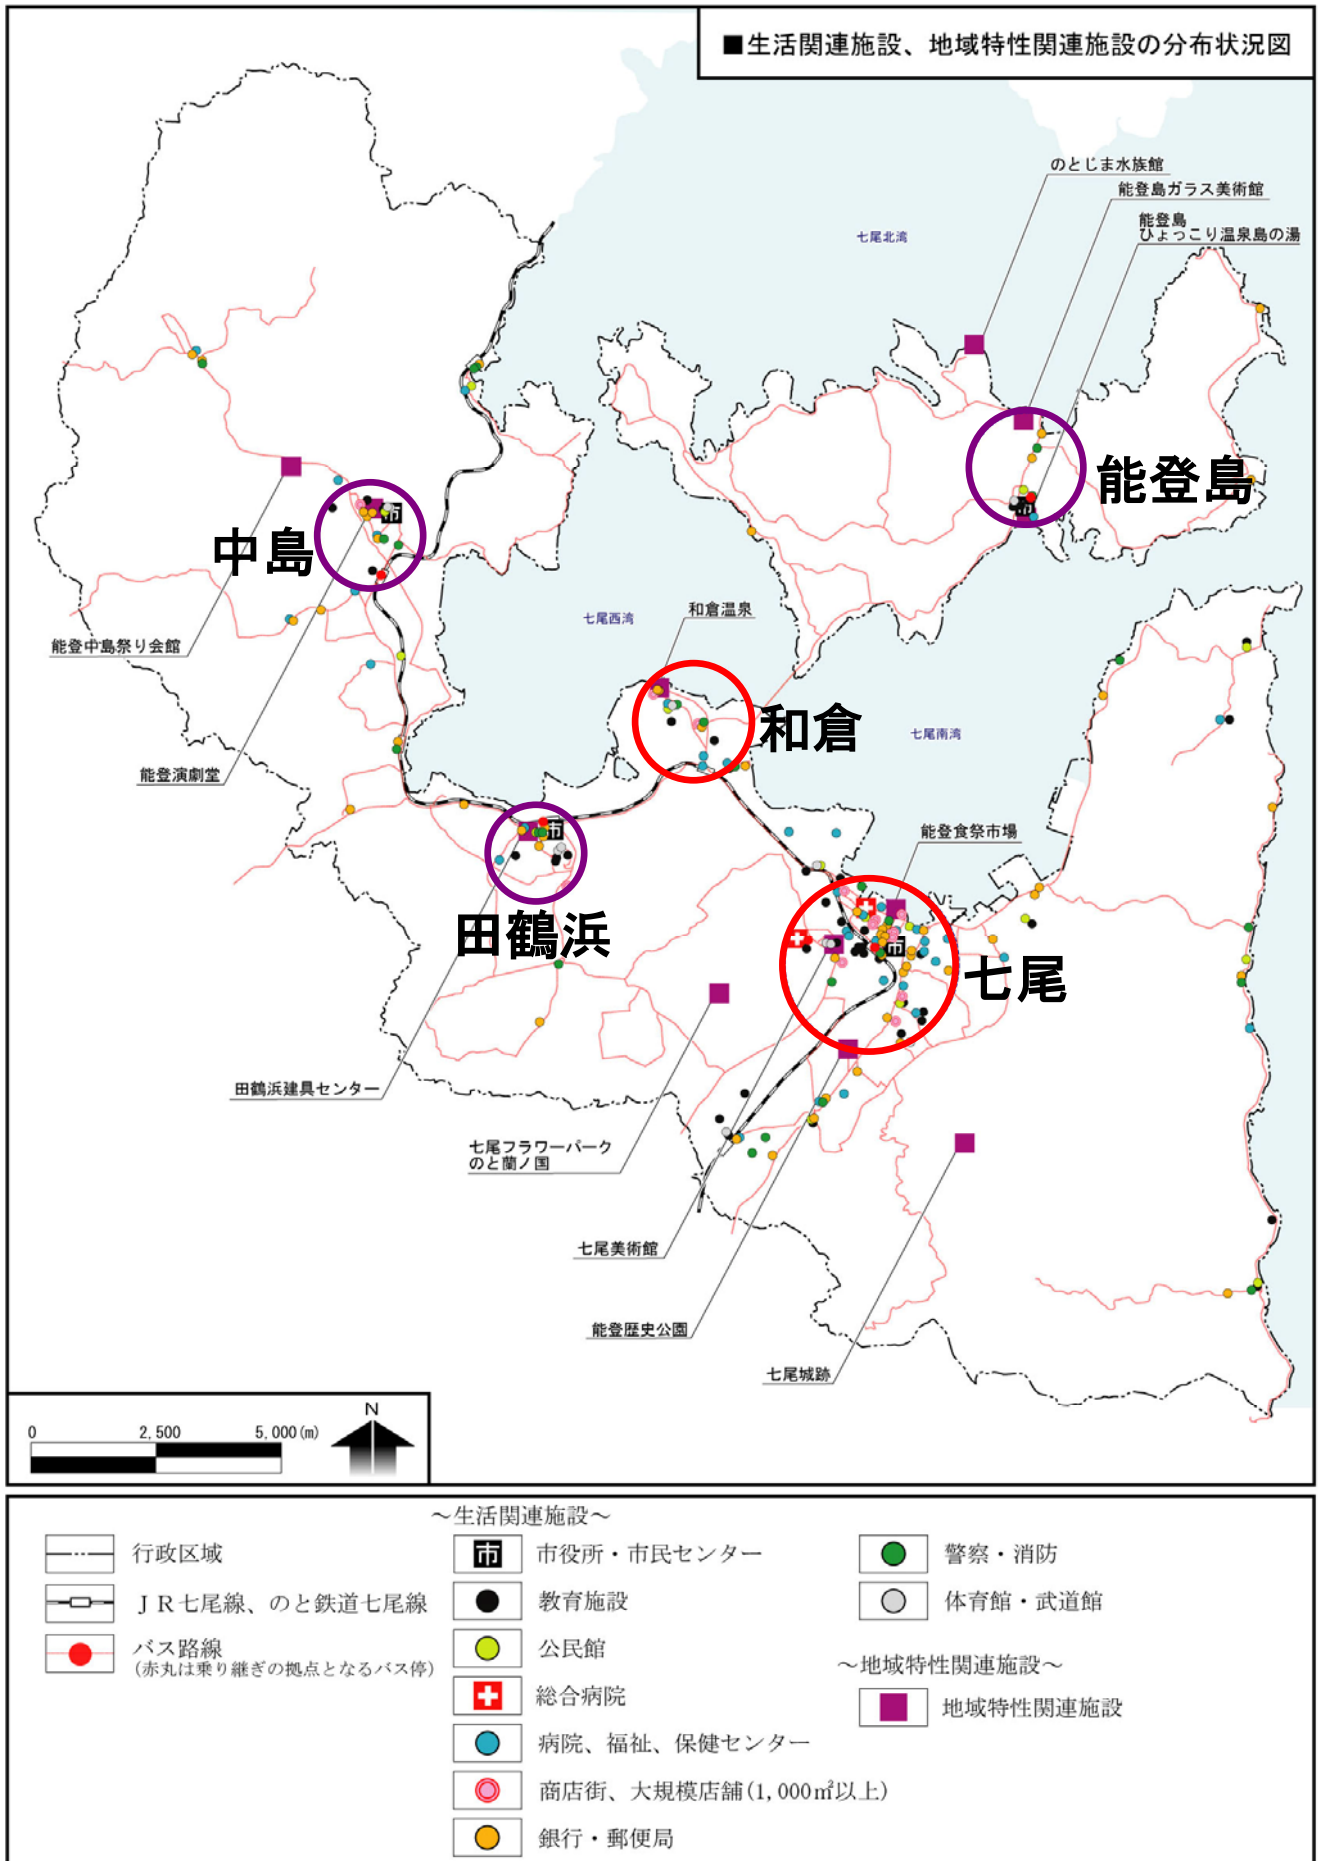 ■生活関連施設、地域特性関連施設の分布状況図
のとじま水族館
能登島ガラス美術館
能登島
ひょっこり温泉島の湯
七尾北湾
能登島
市
中島
市
七尾西湾
和倉温泉
能登中島祭り会館
和倉
七尾南湾
能登演劇堂
市
能登食祭市場
田鶴浜
市
七尾
田鶴浜建具センター
七尾フラワーパーク
のと蘭ノ国
七尾美術館
能登歴史公園
七尾城跡
N
0 2,500 5,000(m)
～生活関連施設～
行政区域
市 市役所・市民センター
警察・消防
ＪＲ七尾線、のと鉄道七尾線
教育施設
体育館・武道館
バス路線
(赤丸は乗り継ぎの拠点となるバス停)
公民館
～地域特性関連施設～
総合病院
地域特性関連施設
病院、福祉、保健センター
商店街、大規模店舗(1,000㎡以上)
銀行・郵便局